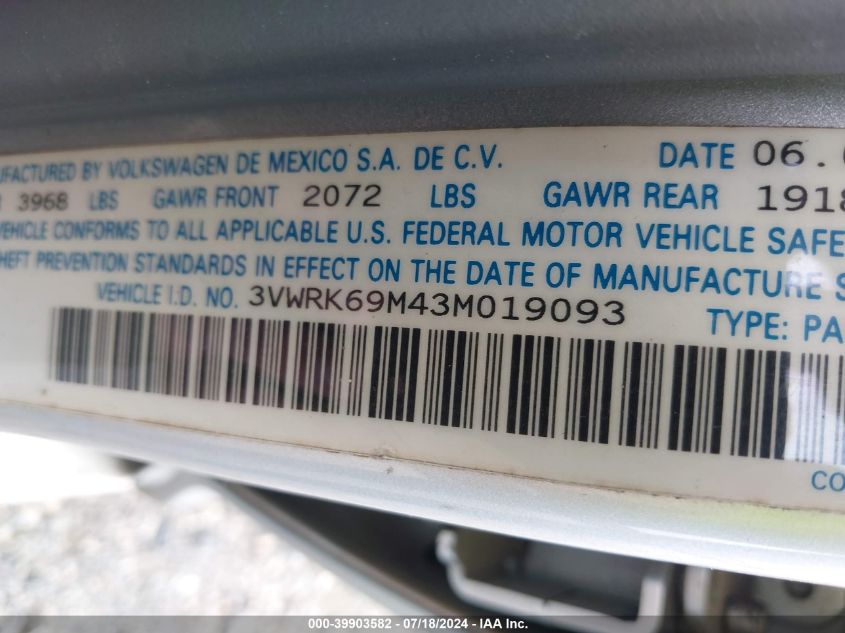 UFACTURED BY VOLKSWAGEN DE MEXICO S.A. DE C.V. DATE 06.0
3968 LBS GAWR FRONT 2072 LBS GAWR REAR 1918
VEHICLE CONFORMS TO ALL APPLICABLE U.S. FEDERAL MOTOR VEHICLE SAFE
HEFT PREVENTION STANDARDS IN EFFECT ON THE DATE OF MANUFACTURE S
VEHICLE I.D. NO. 3VWRK69M43M019093 TYPE: PA
CO
000-39903582 / 07/18/2024 - IAA Inc.